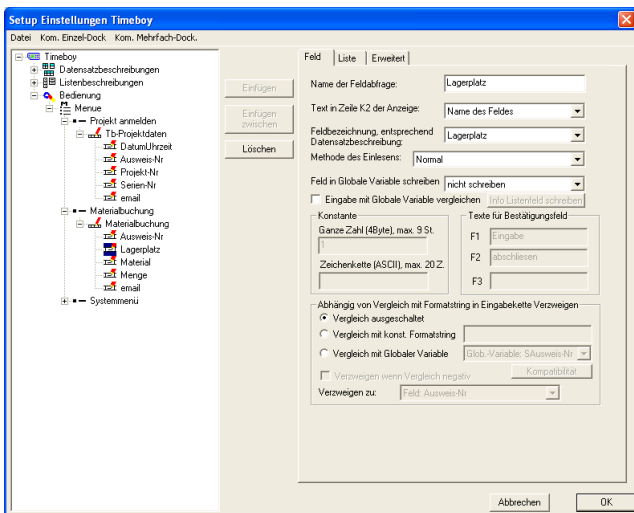 Setup Einstellungen Timeboy
Datei Kom. Einzel-Dock Kom. Mehrfach-Dock.
Timeboy
Datensatzbeschreibungen
Listenbeschreibungen
Bedienung
Menue
Projekt anmelden
Tb-Projektdaten
DatumUhrzeit
Ausweis-Nr
Projekt-Nr
Serien-Nr
email
Materialbuchung
Materialbuchung
Ausweis-Nr
Lagerplatz
Material
Menge
email
Systemmenü
Einfügen
Einfügen
zwischen
Löschen
Feld Liste Erweitert
Name der Feldabfrage: Lagerplatz
Text in Zeile K2 der Anzeige: Name des Feldes
Feldbezeichnung, entsprechend
Datensatzbeschreibung: Lagerplatz
Methode des Einlesens: Normal
Feld in Globale Variable schreiben nicht schreiben
Eingabe mit Globale Variable vergleichen Info Listenfeld schreiben
Konstante
Ganze Zahl (4Byte), max. 9 St.
1
Zeichenkette (ASCII), max. 20 Z.
Texte für Bestätigungsfeld
F1 Eingabe
F2 abschliesen
F3
Abhängig von Vergleich mit Formatstring in Eingabekette Verzweigen
Vergleich ausgeschaltet
Vergleich mit konst. Formatstring
Vergleich mit Globaler Variable Glob.-Variable: SAusweis-Nr
Verzweigen wenn Vergleich negativ Kompatibilität
Verzweigen zu: Feld: Ausweis-Nr
Abbrechen OK